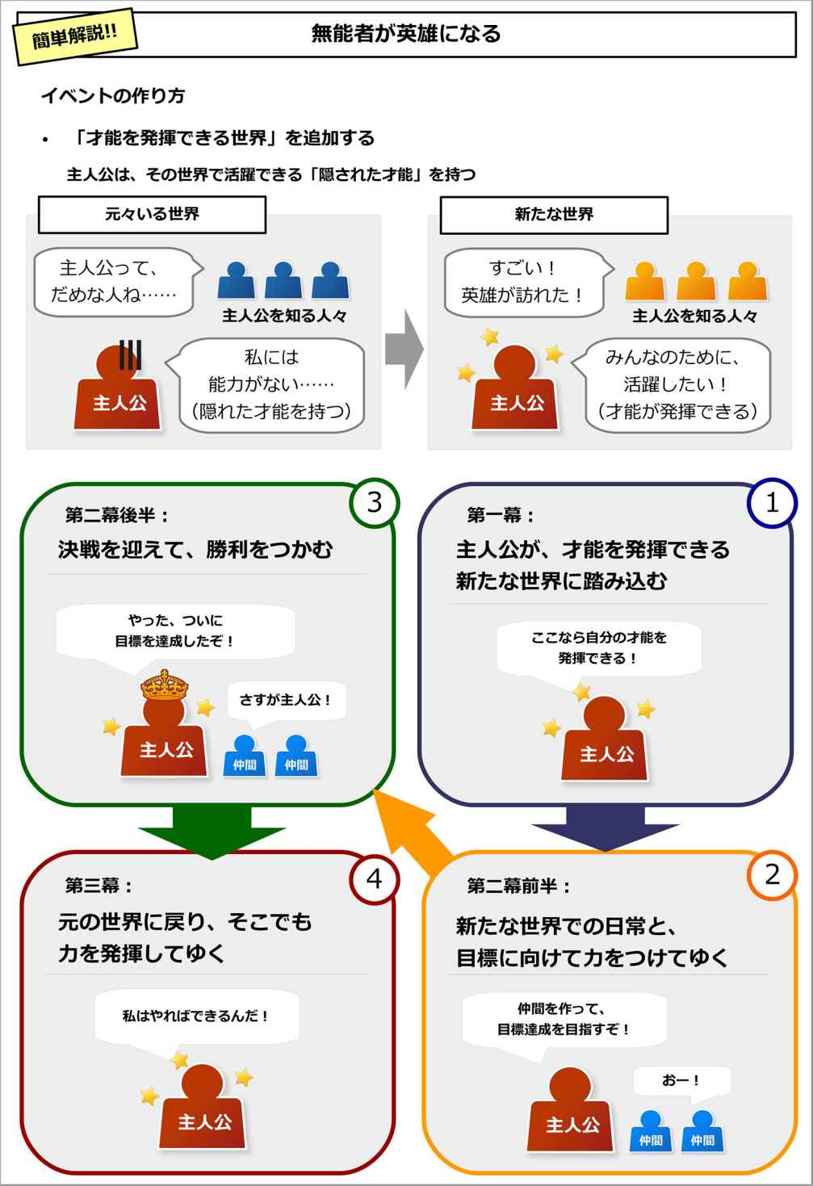 簡単解説!!
無能者が英雄になる
イベントの作り方
• 「才能を発揮できる世界」を追加する
主人公は、その世界で活躍できる「隠された才能」を持つ
元々いる世界
主人公って、
だめな人ね……
主人公を知る人々
主人公
私には
能力がない……
（隠れた才能を持つ）
新たな世界
すごい！
英雄が訪れた！
主人公を知る人々
主人公
みんなのために、
活躍したい！
（才能が発揮できる）
1
第一幕：
主人公が、才能を発揮できる
新たな世界に踏み込む
ここなら自分の才能を
発揮できる！
主人公
2
第二幕前半：
新たな世界での日常と、
目標に向けて力をつけてゆく
仲間を作って、
目標達成を目指すぞ！
おー！
主人公
仲間 仲間
3
第二幕後半：
決戦を迎えて、勝利をつかむ
やった、ついに
目標を達成したぞ！
さすが主人公！
主人公
仲間 仲間
4
第三幕：
元の世界に戻り、そこでも
力を発揮してゆく
私はやればできるんだ！
主人公